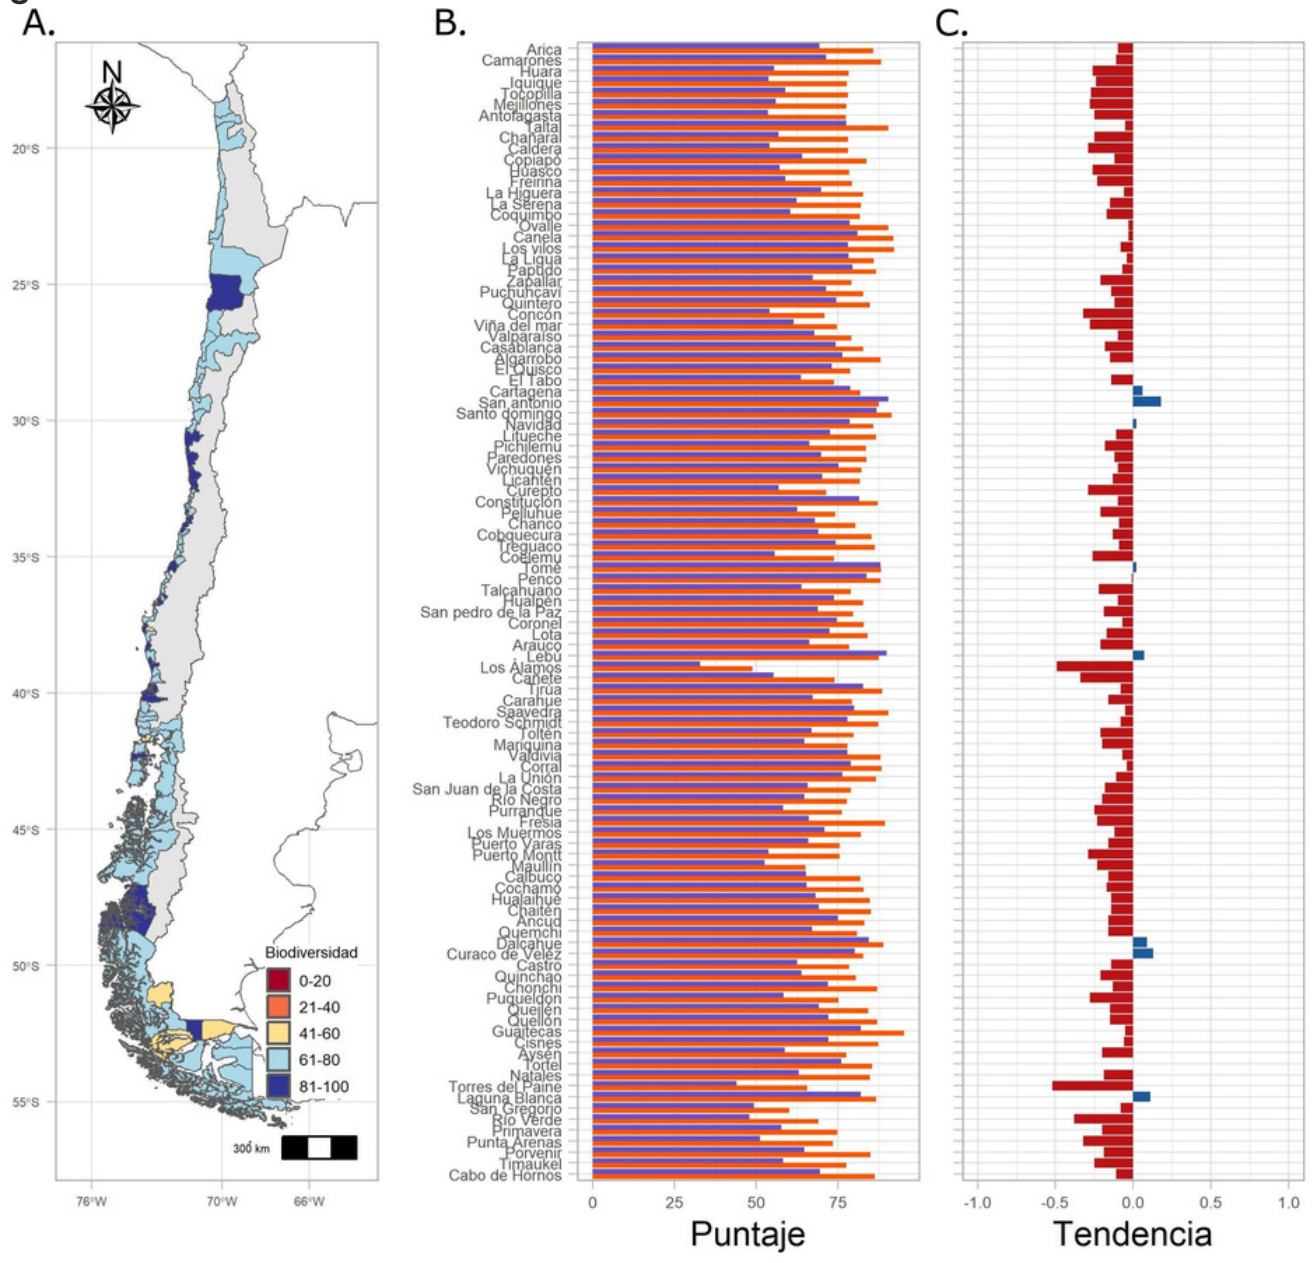 A.
N
20°S
25°S
30°S
35°S
40°S
45°S
50°S
55°S
76°W
70°W
66°W
Biodiversidad
0-20
21-40
41-60
61-80
81-100
300 km
B.
Arica
Camarones
Huara
Iquique
Tocopilla
Mejillones
Antofagasta
Taltal
Chañaral
Caldera
Copiapó
Huasco
Freirina
La Higuera
La Serena
Coquimbo
Ovalle
Canela
Los vilos
La Ligua
Papudo
Zapallar
Puchuncaví
Quintero
Concón
Viña del mar
Valparaíso
Casablanca
Algarrobo
El Quisco
El Tabo
Cartagena
San antonio
Santo domingo
Navidad
Litueche
Pichilemu
Paredones
Vichuquén
Licantén
Curepto
Constitución
Pelluhue
Chanco
Cobquecura
Treguaco
Coelemu
Tomé
Penco
Talcahuano
Hualpén
San pedro de la Paz
Coronel
Lota
Arauco
Lebu
Los Álamos
Cañete
Tirúa
Carahue
Saavedra
Teodoro Schmidt
Toltén
Mariquina
Valdivia
Corral
La Unión
San Juan de la Costa
Río Negro
Purranque
Fresia
Los Muermos
Puerto Varas
Puerto Montt
Maullín
Calbuco
Cochamó
Hualaihué
Chaitén
Ancud
Quemchi
Dalcahue
Curaco de Velez
Castro
Quinchao
Chonchi
Puqueldón
Queilén
Quellón
Guaitecas
Cisnes
Aysén
Tortel
Natales
Torres del Paine
Laguna Blanca
San Gregorio
Río Verde
Primavera
Punta Arenas
Porvenir
Timaukel
Cabo de Hornos
0
25
50
75
Puntaje
C.
-1.0
-0.5
0.0
0.5
1.0
Tendencia